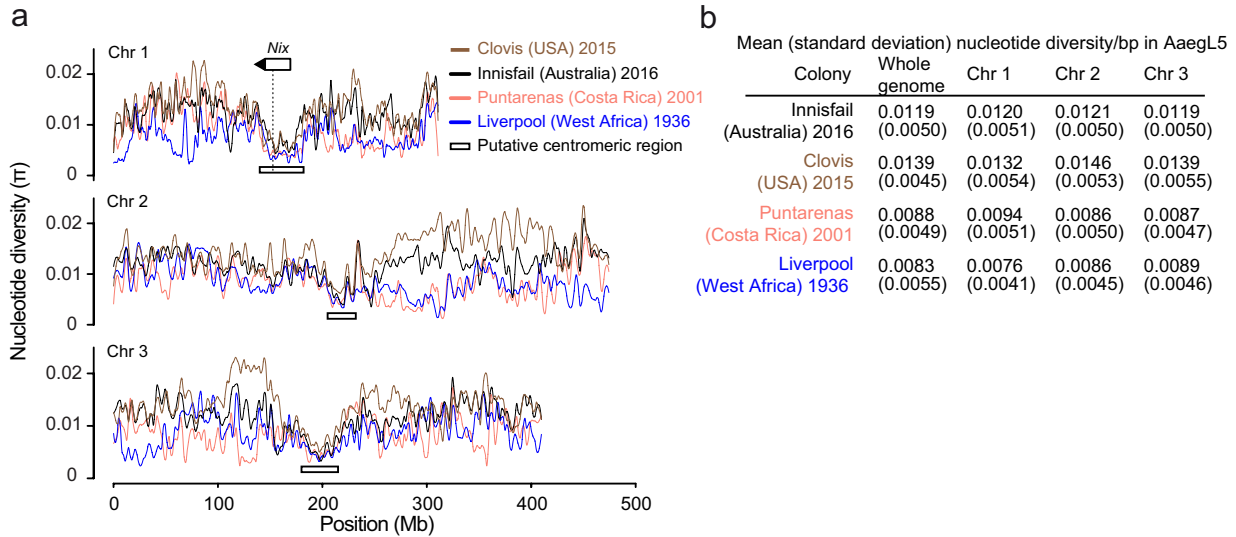 a
Chr 1
Nix
0.02
0.01
0
Clovis (USA) 2015
Innisfail (Australia) 2016
Puntarenas (Costa Rica) 2001
Liverpool (West Africa) 1936
Putative centromeric region
Chr 2
0.02
0.01
0
Chr 3
0.02
0.01
0
Nucleotide diversity (π)
0 100 200 300 400 500
Position (Mb)
b
Mean (standard deviation) nucleotide diversity/bp in AaegL5
Colony Whole genome Chr 1 Chr 2 Chr 3
Innisfail 0.0119 0.0120 0.0121 0.0119
(Australia) 2016 (0.0050) (0.0051) (0.0050) (0.0050)
Clovis 0.0139 0.0132 0.0146 0.0139
(USA) 2015 (0.0045) (0.0054) (0.0053) (0.0055)
Puntarenas 0.0088 0.0094 0.0086 0.0087
(Costa Rica) 2001 (0.0049) (0.0051) (0.0050) (0.0047)
Liverpool 0.0083 0.0076 0.0086 0.0089
(West Africa) 1936 (0.0055) (0.0041) (0.0045) (0.0046)